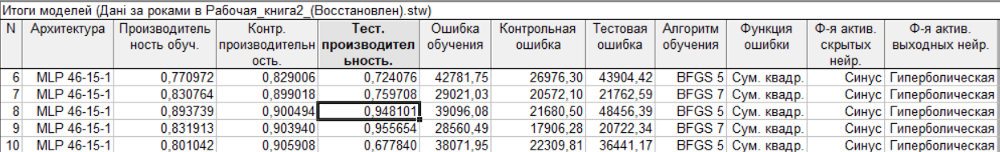 Итоги моделей (Дані за роками в Рабочая_книга2_(Восстановлен).stw)
N Архитектура Производитель Контр. Тест. Ошибка Контрольная Тестовая Алгоритм Функция Ф-я актив. Ф-я актив.
ность обуч. производительн производител обучения ошибка ошибка обучения ошибки скрытых выходных нейр.
ость. ьность. нейр.
6 MLP 46-15-1 0,770972 0,829006 0,724076 42781,75 26976,30 43904,42 BFGS 5 Сум. квадр. Синус Гиперболическая
7 MLP 46-15-1 0,830764 0,899018 0,759708 29021,03 20572,10 21762,59 BFGS 7 Сум. квадр. Синус Гиперболическая
8 MLP 46-15-1 0,893739 0,900494 0,948101 39096,08 21680,50 48456,39 BFGS 5 Сум. квадр. Синус Гиперболическая
9 MLP 46-15-1 0,831913 0,903940 0,955654 28560,49 17906,28 20722,34 BFGS 7 Сум. квадр. Синус Гиперболическая
10 MLP 46-15-1 0,801042 0,905908 0,677840 38071,95 22309,81 36441,17 BFGS 5 Сум. квадр. Синус Гиперболическая